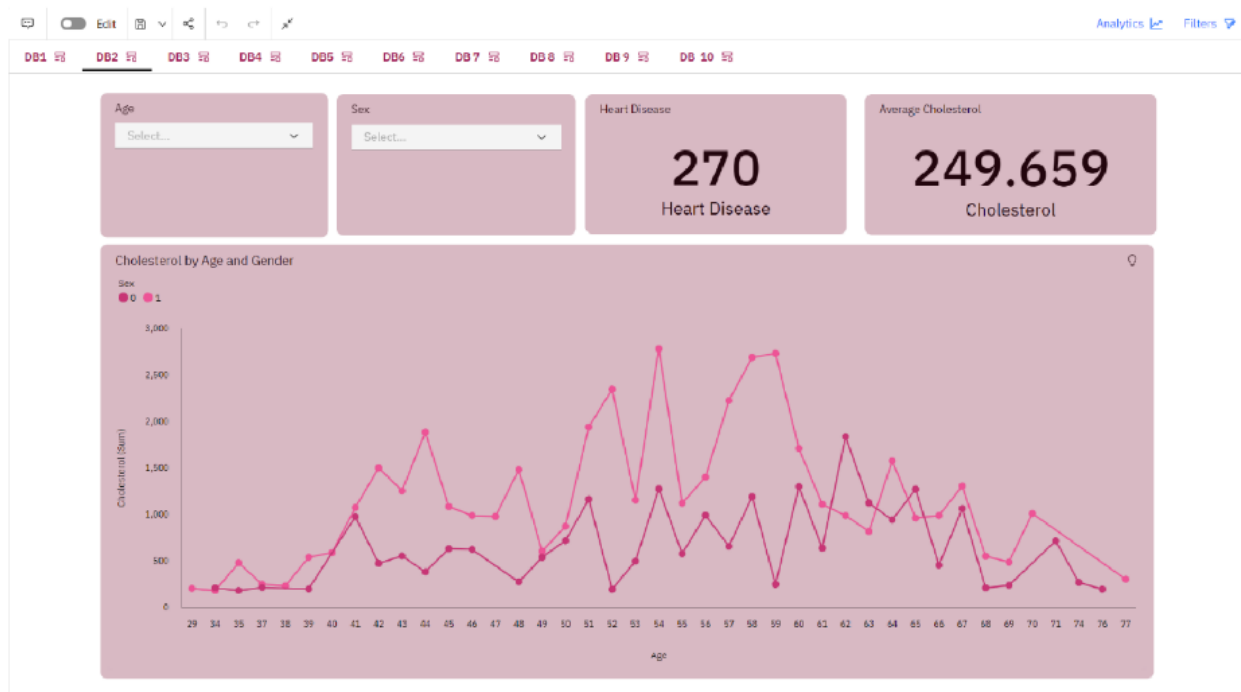 Edit
Analytics Filters
DB1 DB2 DB3 DB4 DB5 DB6 DB7 DB8 DB9 DB 10
Age
Select...
Sex
Select...
Heart Disease
270
Heart Disease
Average Cholesterol
249.659
Cholesterol
Cholesterol by Age and Gender
Sex
0 1
3,000
2,500
2,000
1,500
1,000
500
0
Cholesterol (Sum)
29 34 35 37 38 39 40 41 42 43 44 45 46 47 48 49 50 51 52 53 54 55 56 57 58 59 60 61 62 63 64 65 66 67 68 69 70 71 74 76 77
Age